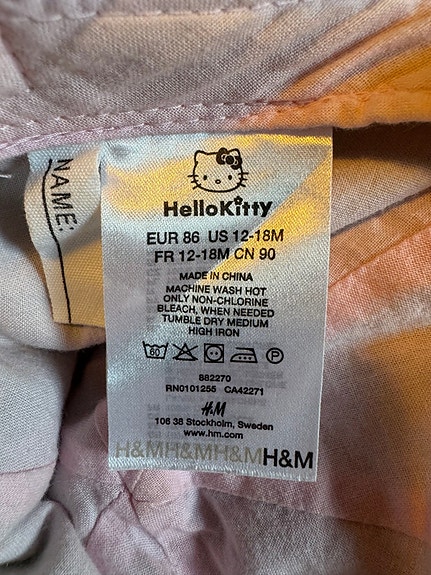 NAME:
HelloKitty
EUR 86 US 12-18M
FR 12-18M CN 90
MADE IN CHINA
MACHINE WASH HOT
ONLY NON-CHLORINE
BLEACH, WHEN NEEDED
TUMBLE DRY MEDIUM
HIGH IRON
60 P
882270
RN0101255 CA42271
H&M
106 38 Stockholm, Sweden
www.hm.com
H&MH&MH&MH&M